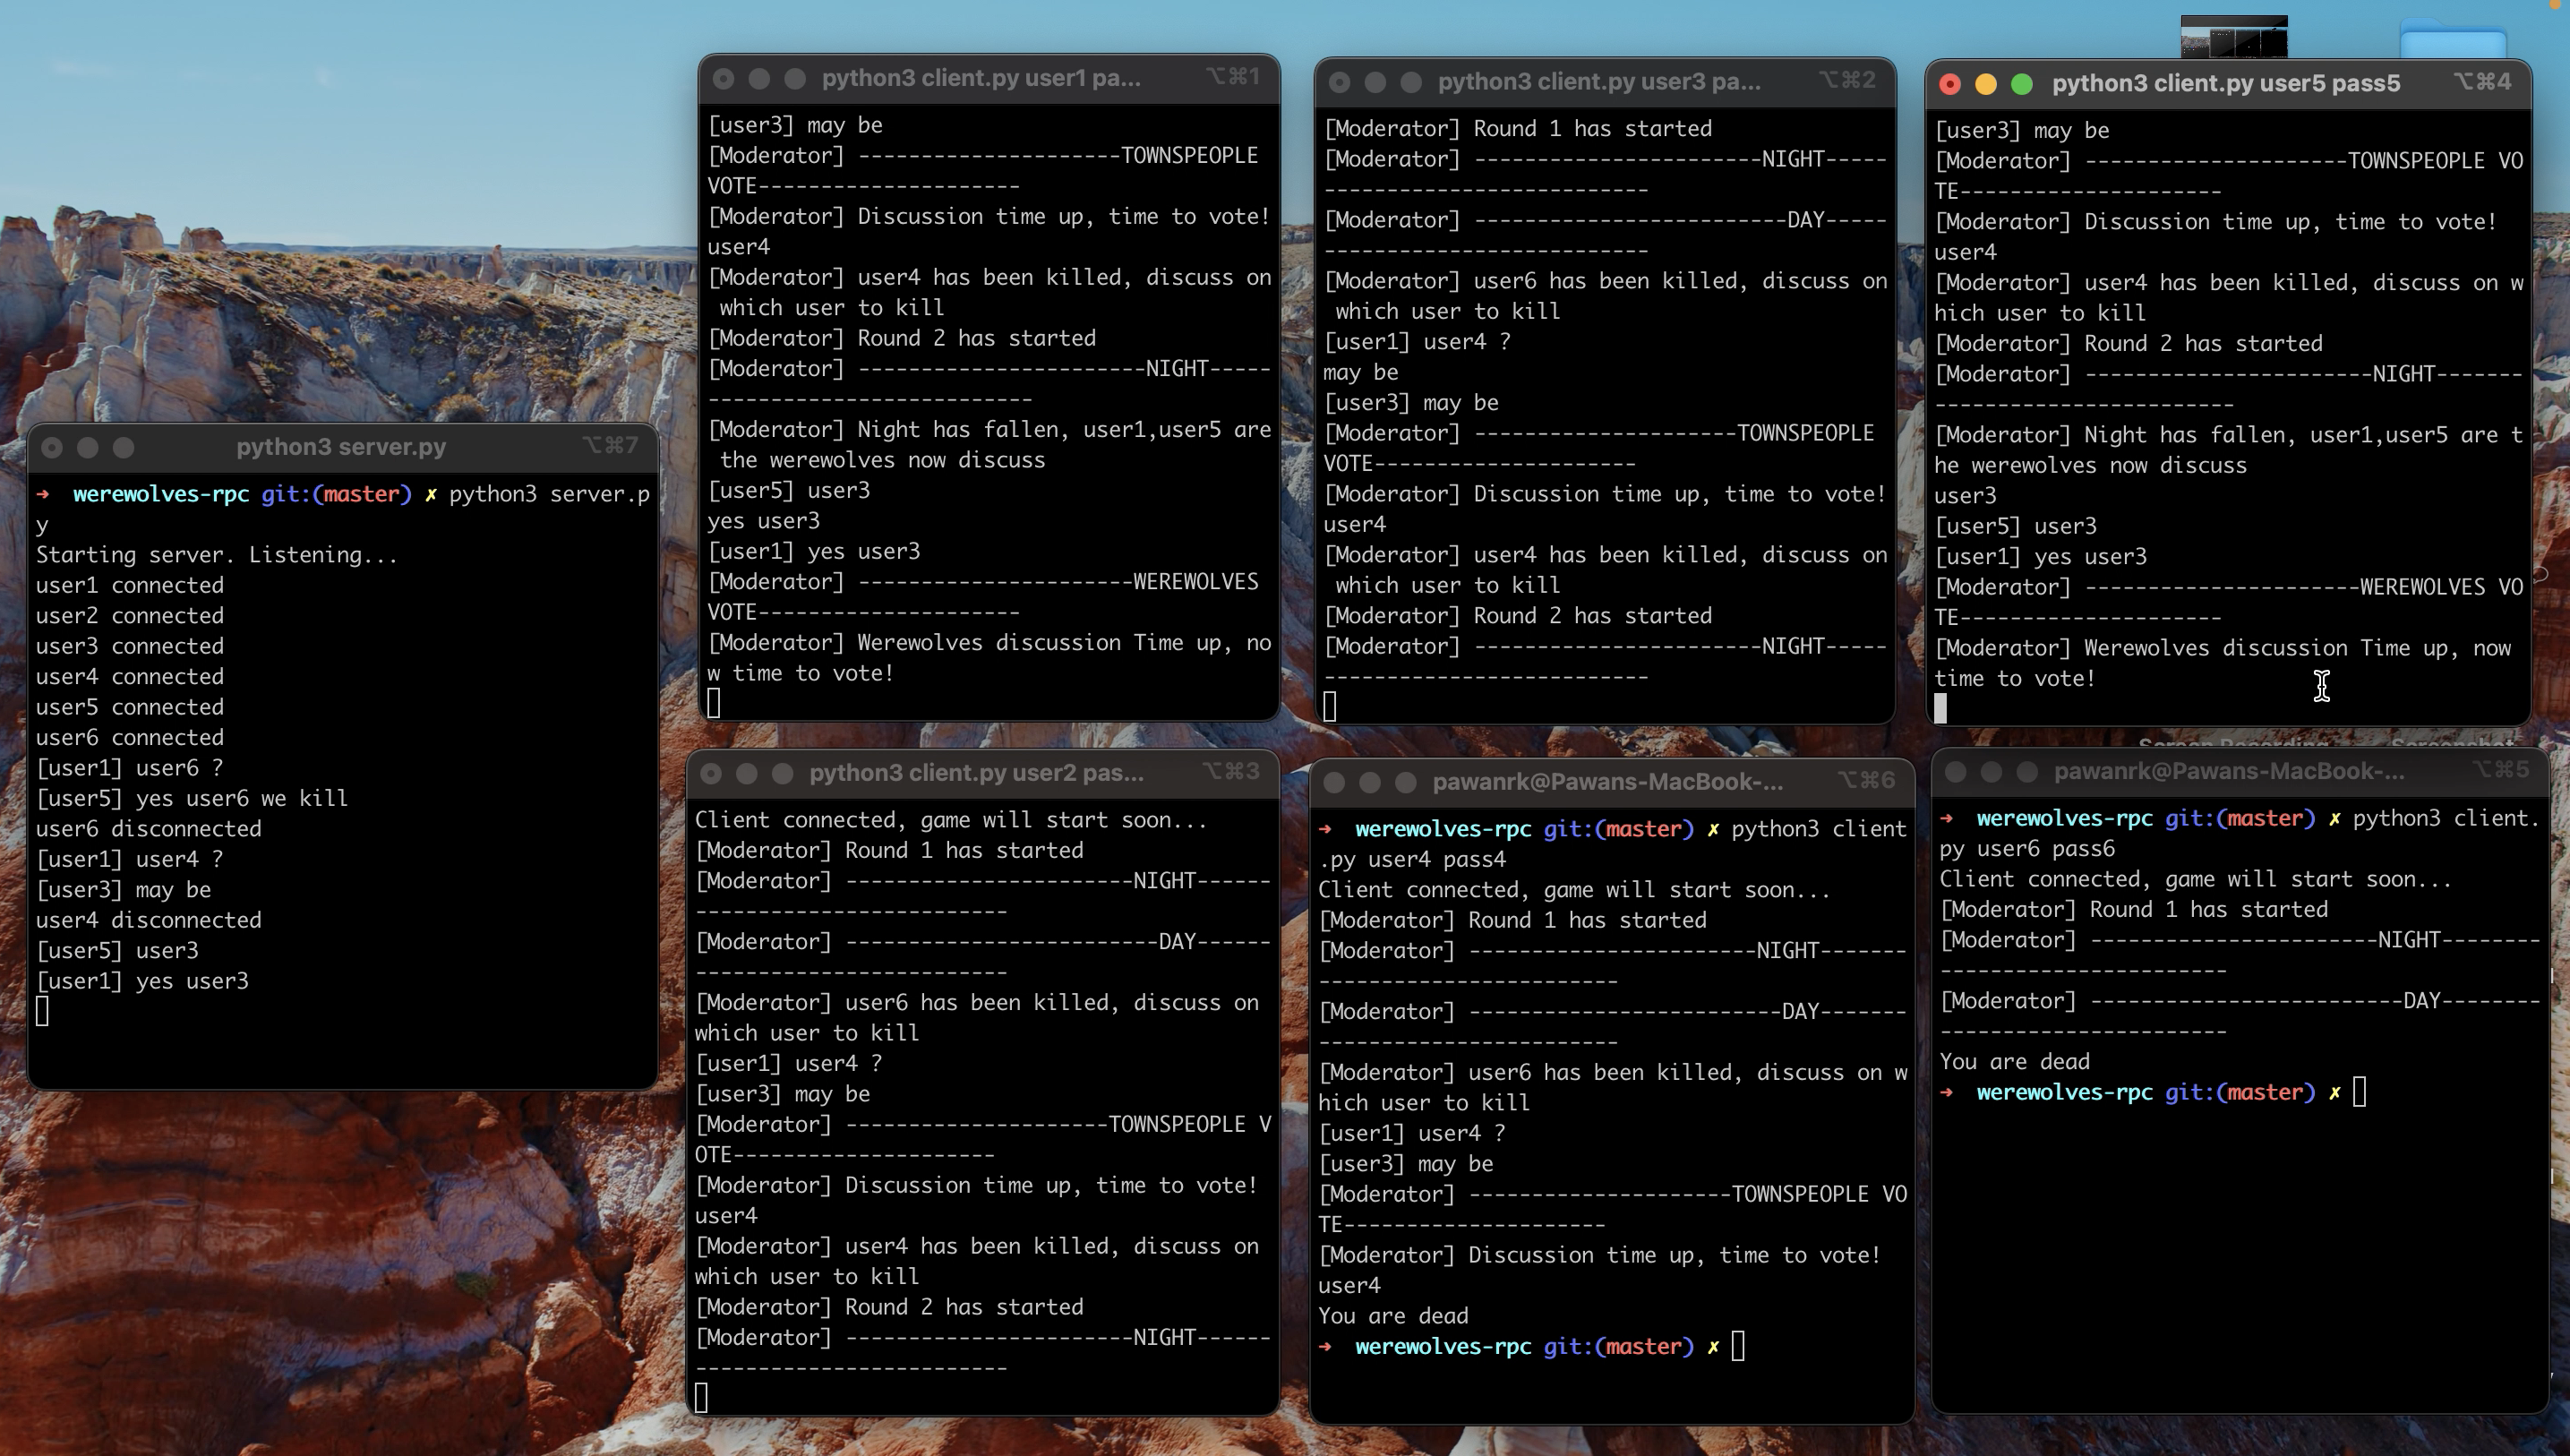 python3 client.py user1 pa... ⌥⌘1
[user3] may be
[Moderator] ---------------------TOWNSPEOPLE
VOTE---------------------
[Moderator] Discussion time up, time to vote!
user4
[Moderator] user4 has been killed, discuss on
 which user to kill
[Moderator] Round 2 has started
[Moderator] -----------------------NIGHT-----
--------------------------
[Moderator] Night has fallen, user1,user5 are
 the werewolves now discuss
[user5] user3
yes user3
[user1] yes user3
[Moderator] ----------------------WEREWOLVES
VOTE---------------------
[Moderator] Werewolves discussion Time up, no
w time to vote!
python3 client.py user3 pa... ⌥⌘2
[Moderator] Round 1 has started
[Moderator] -----------------------NIGHT-----
--------------------------
[Moderator] -------------------------DAY-----
--------------------------
[Moderator] user6 has been killed, discuss on
 which user to kill
[user1] user4 ?
may be
[user3] may be
[Moderator] ---------------------TOWNSPEOPLE
VOTE---------------------
[Moderator] Discussion time up, time to vote!
user4
[Moderator] user4 has been killed, discuss on
 which user to kill
[Moderator] Round 2 has started
[Moderator] -----------------------NIGHT-----
--------------------------
python3 client.py user5 pass5 ⌥⌘4
[user3] may be
[Moderator] ---------------------TOWNSPEOPLE VO
TE---------------------
[Moderator] Discussion time up, time to vote!
user4
[Moderator] user4 has been killed, discuss on w
hich user to kill
[Moderator] Round 2 has started
[Moderator] -----------------------NIGHT-------
------------------------
[Moderator] Night has fallen, user1,user5 are t
he werewolves now discuss
user3
[user5] user3
[user1] yes user3
[Moderator] ----------------------WEREWOLVES VO
TE---------------------
[Moderator] Werewolves discussion Time up, now
time to vote!
python3 server.py ⌥⌘7
➜  werewolves-rpc git:(master) ✗ python3 server.p
y
Starting server. Listening...
user1 connected
user2 connected
user3 connected
user4 connected
user5 connected
user6 connected
[user1] user6 ?
[user5] yes user6 we kill
user6 disconnected
[user1] user4 ?
[user3] may be
user4 disconnected
[user5] user3
[user1] yes user3
python3 client.py user2 pas... ⌥⌘3
Client connected, game will start soon...
[Moderator] Round 1 has started
[Moderator] -----------------------NIGHT------
-------------------------
[Moderator] -------------------------DAY------
-------------------------
[Moderator] user6 has been killed, discuss on
which user to kill
[user1] user4 ?
[user3] may be
[Moderator] ---------------------TOWNSPEOPLE V
OTE---------------------
[Moderator] Discussion time up, time to vote!
user4
[Moderator] user4 has been killed, discuss on
which user to kill
[Moderator] Round 2 has started
[Moderator] -----------------------NIGHT------
-------------------------
pawanrk@Pawans-MacBook-... ⌥⌘6
➜  werewolves-rpc git:(master) ✗ python3 client
.py user4 pass4
Client connected, game will start soon...
[Moderator] Round 1 has started
[Moderator] -----------------------NIGHT-------
------------------------
[Moderator] -------------------------DAY-------
------------------------
[Moderator] user6 has been killed, discuss on w
hich user to kill
[user1] user4 ?
[user3] may be
[Moderator] ---------------------TOWNSPEOPLE VO
TE---------------------
[Moderator] Discussion time up, time to vote!
user4
You are dead
➜  werewolves-rpc git:(master) ✗
Screen Recording Screenshot
pawanrk@Pawans-MacBook-... ⌥⌘5
➜  werewolves-rpc git:(master) ✗ python3 client.
py user6 pass6
Client connected, game will start soon...
[Moderator] Round 1 has started
[Moderator] -----------------------NIGHT--------
-----------------------
[Moderator] -------------------------DAY--------
-----------------------
You are dead
➜  werewolves-rpc git:(master) ✗